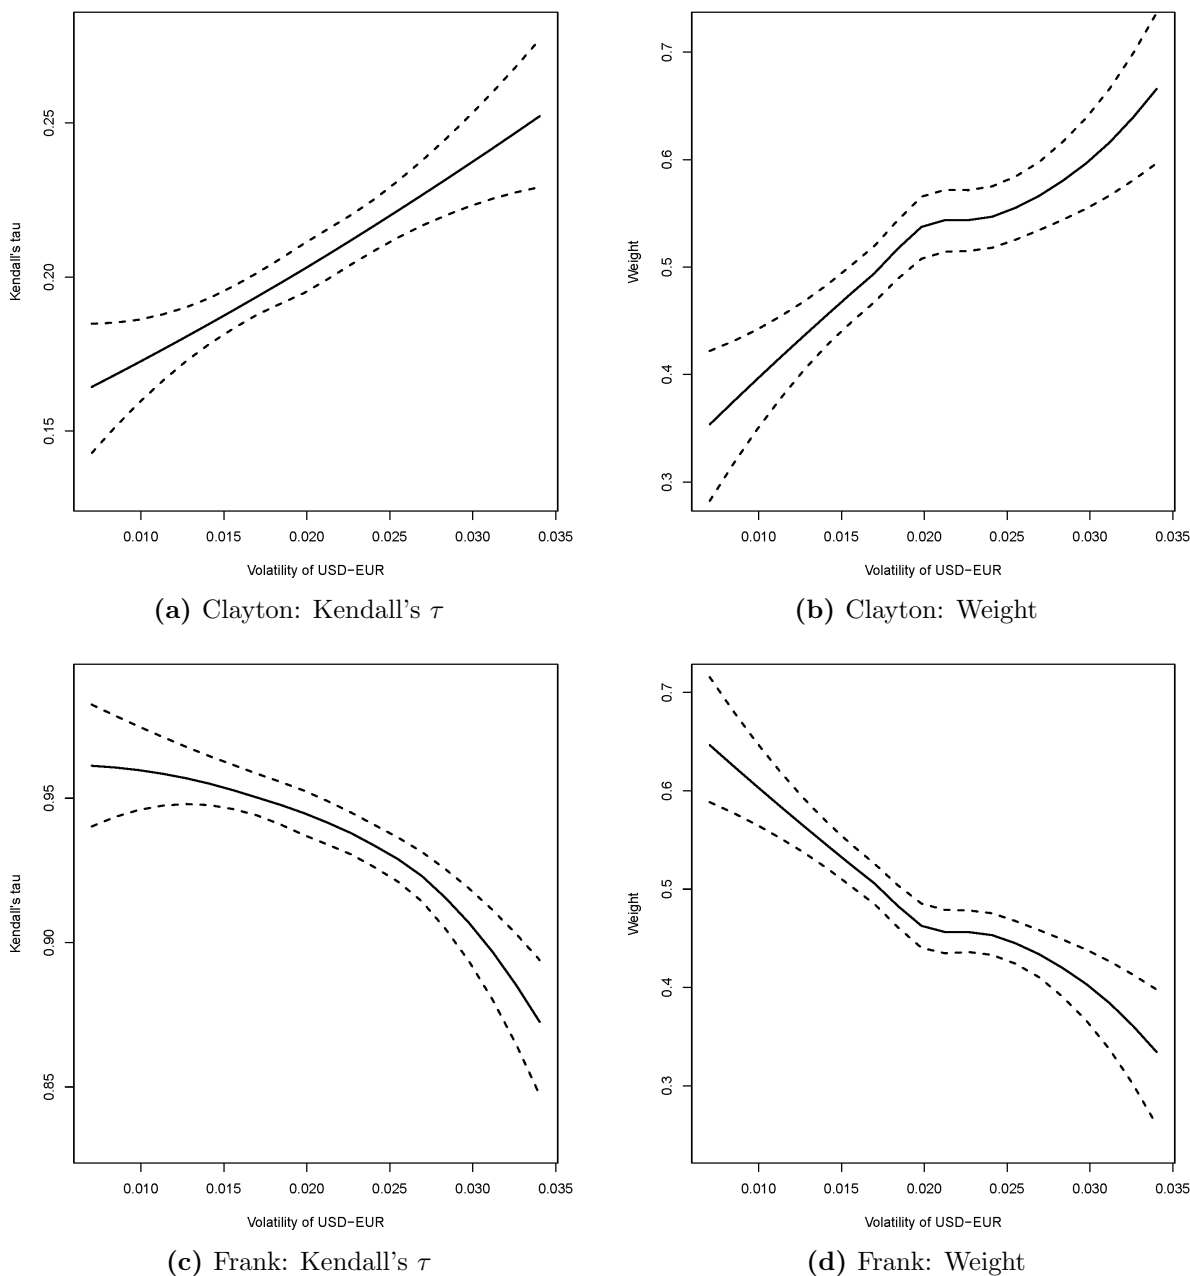 Kendall's tau
0.25
0.20
0.15
0.010 0.015 0.020 0.025 0.030 0.035
Volatility of USD−EUR
(a) Clayton: Kendall's τ
Weight
0.7
0.6
0.5
0.4
0.3
0.010 0.015 0.020 0.025 0.030 0.035
Volatility of USD−EUR
(b) Clayton: Weight
Kendall's tau
0.95
0.90
0.85
0.010 0.015 0.020 0.025 0.030 0.035
Volatility of USD−EUR
(c) Frank: Kendall's τ
Weight
0.7
0.6
0.5
0.4
0.3
0.010 0.015 0.020 0.025 0.030 0.035
Volatility of USD−EUR
(d) Frank: Weight